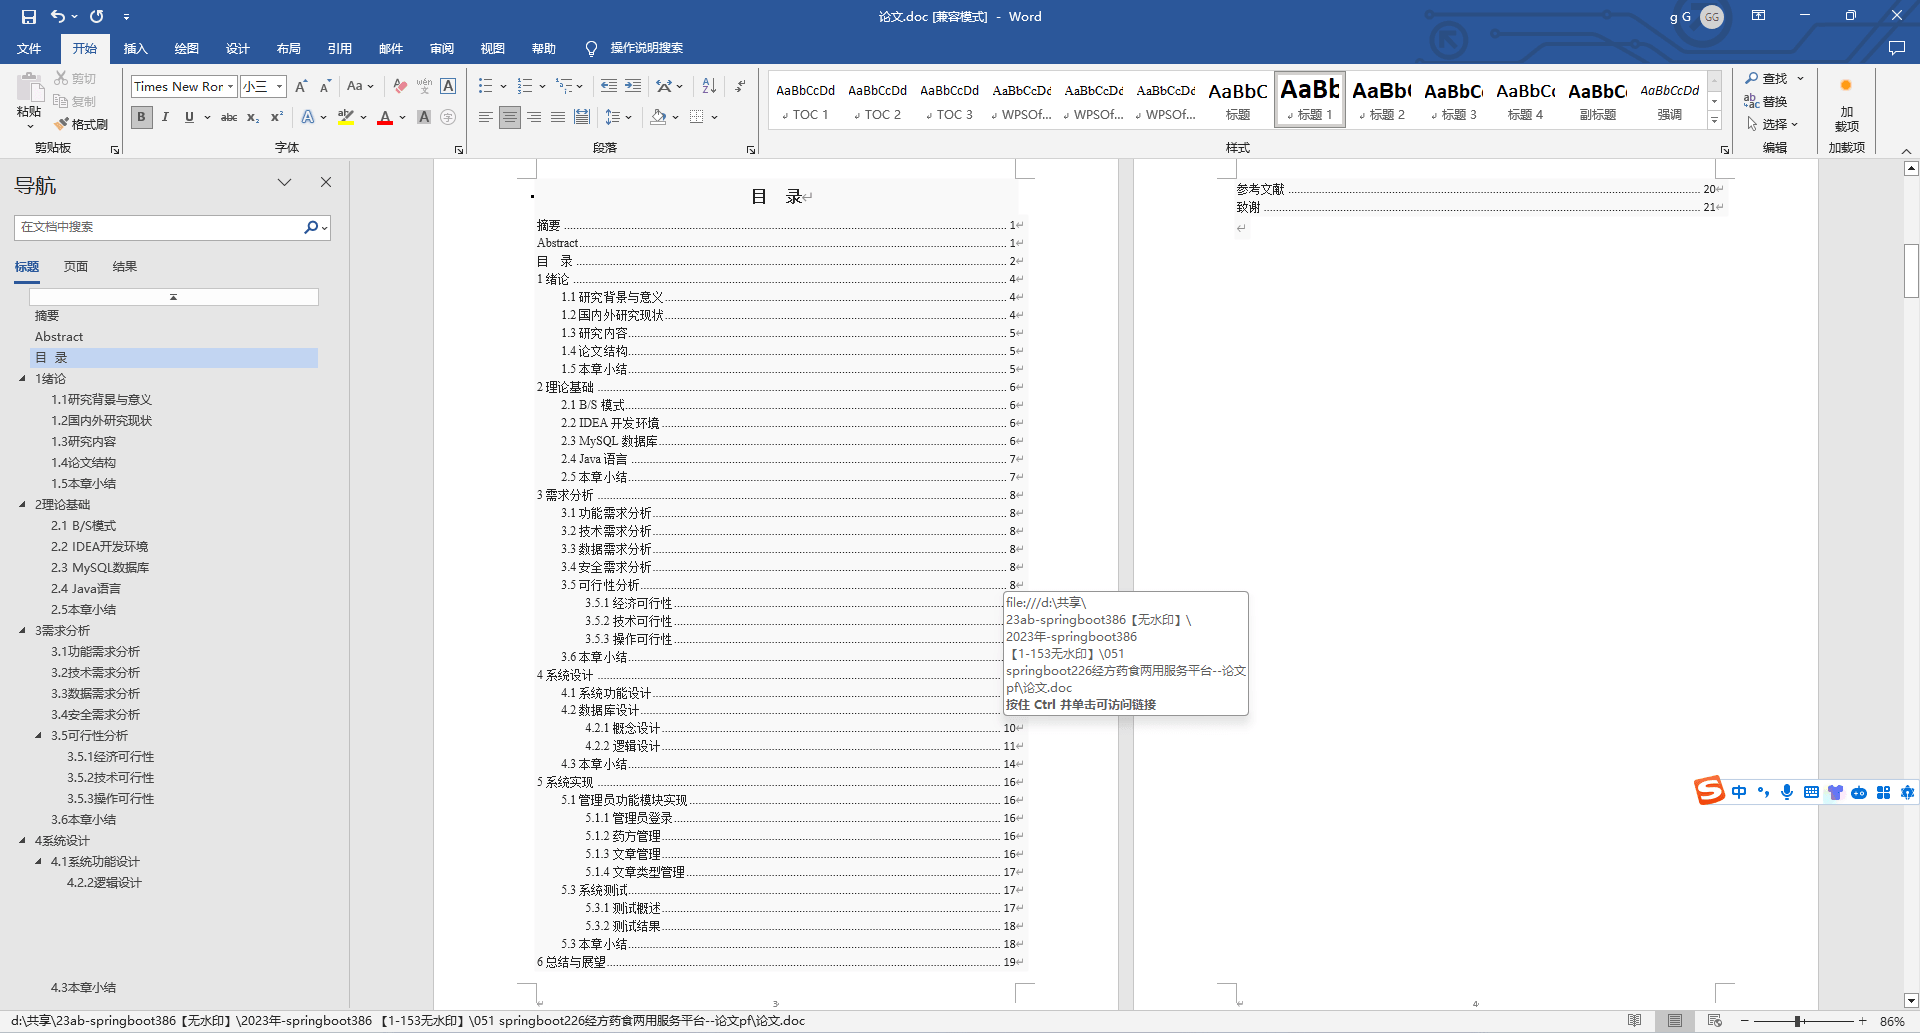 论文.doc [兼容模式] - Word
g G
GG
文件 开始 插入 绘图 设计 布局 引用 邮件 审阅 视图 帮助 操作说明搜索
粘贴
剪切
复制
格式刷
剪贴板
Times New Ror
小三
字体
段落
AaBbCcDd AaBbCcDd AaBbCcDd AaBbCcDd AaBbCcDd AaBbCcDd AaBbC AaBb AaBb( AaBbC AaBbC AaBbC AaBbCcDd
TOC 1 TOC 2 TOC 3 WPSOf... WPSOf... WPSOf... 标题 标题 1 标题 2 标题 3 标题 4 副标题 强调
样式
查找
替换
选择
编辑
加载项
加载项
导航
在文档中搜索
标题 页面 结果
摘要
Abstract
目 录
1绪论
1.1研究背景与意义
1.2国内外研究现状
1.3研究内容
1.4论文结构
1.5本章小结
2理论基础
2.1 B/S模式
2.2 IDEA开发环境
2.3 MySQL数据库
2.4 Java语言
2.5本章小结
3需求分析
3.1功能需求分析
3.2技术需求分析
3.3数据需求分析
3.4安全需求分析
3.5可行性分析
3.5.1经济可行性
3.5.2技术可行性
3.5.3操作可行性
3.6本章小结
4系统设计
4.1系统功能设计
4.2.2逻辑设计
4.3本章小结
目 录
摘要 1
Abstract 1
目 录 2
1 绪论 4
1.1 研究背景与意义 4
1.2 国内外研究现状 4
1.3 研究内容 5
1.4 论文结构 5
1.5 本章小结 5
2 理论基础 6
2.1 B/S 模式 6
2.2 IDEA 开发环境 6
2.3 MySQL 数据库 6
2.4 Java 语言 7
2.5 本章小结 7
3 需求分析 8
3.1 功能需求分析 8
3.2 技术需求分析 8
3.3 数据需求分析 8
3.4 安全需求分析 8
3.5 可行性分析 8
3.5.1 经济可行性
3.5.2 技术可行性
3.5.3 操作可行性
3.6 本章小结
4 系统设计
4.1 系统功能设计
4.2 数据库设计
4.2.1 概念设计 10
4.2.2 逻辑设计 11
4.3 本章小结 14
5 系统实现 16
5.1 管理员功能模块实现 16
5.1.1 管理员登录 16
5.1.2 药方管理 16
5.1.3 文章管理 16
5.1.4 文章类型管理 17
5.3 系统测试 17
5.3.1 测试概述 17
5.3.2 测试结果 18
5.3 本章小结 18
6 总结与展望 19
3
参考文献 20
致谢 21
4
file:///d:\共享\
23ab-springboot386【无水印】\
2023年-springboot386
【1-153无水印】\051
springboot226经方药食两用服务平台--论文
pf\论文.doc
按住 Ctrl 并单击可访问链接
中
d:\共享\23ab-springboot386【无水印】\2023年-springboot386 【1-153无水印】\051 springboot226经方药食两用服务平台--论文pf\论文.doc
86%